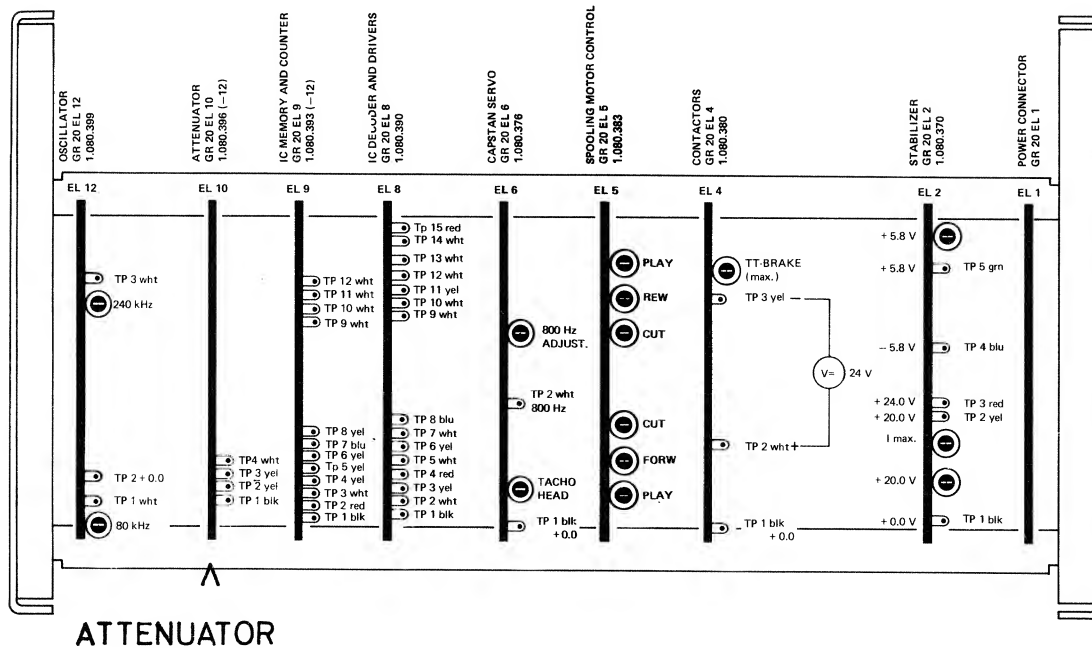 OSCILLATOR
GR 20 EL 12
1.080.399
ATTENUATOR
GR 20 EL 10
1.080.396 (-12)
IC MEMORY AND COUNTER
GR 20 EL 9
1.080.393 (-12)
IC DECODER AND DRIVERS
GR 20 EL 8
1.080.390
CAPSTAN SERVO
GR 20 EL 6
1.080.376
SPOOLING MOTOR CONTROL
GR 20 EL 5
1.080.383
CONTACTORS
GR 20 EL 4
1.080.380
STABILIZER
GR 20 EL 2
1.080.370
POWER CONNECTOR
GR 20 EL 1
EL 12
EL 10
EL 9
EL 8
EL 6
EL 5
EL 4
EL 2
EL 1
TP 3 wht
240 kHz
TP 2 + 0.0
TP 1 wht
80 kHz
TP4 wht
TP 3 yel
TP 2 yel
TP 1 blk
TP 12 wht
TP 11 wht
TP 10 wht
TP 9 wht
TP 8 yel
TP 7 blu
TP 6 yel
Tp 5 yel
TP 4 yel
TP 3 wht
TP 2 red
TP 1 blk
Tp 15 red
TP 14 wht
TP 13 wht
TP 12 wht
TP 11 yel
TP 10 wht
TP 9 wht
TP 8 blu
TP 7 wht
TP 6 yel
TP 5 wht
TP 4 red
TP 3 yel
TP 2 wht
TP 1 blk
800 Hz
ADJUST.
TP 2 wht
800 Hz
TACHO
HEAD
TP 1 blk
+0.0
PLAY
REW
CUT
CUT
FORW
PLAY
TT-BRAKE
(max.)
TP 3 yel
V= 24 V
TP 2 wht +
TP 1 blk
+ 0.0
+ 5.8 V
+ 5.8 V TP 5 grn
– 5.8 V TP 4 blu
+ 24.0 V TP 3 red
+ 20.0 V TP 2 yel
I max.
+ 20.0 V
+ 0.0 V TP 1 blk
ATTENUATOR